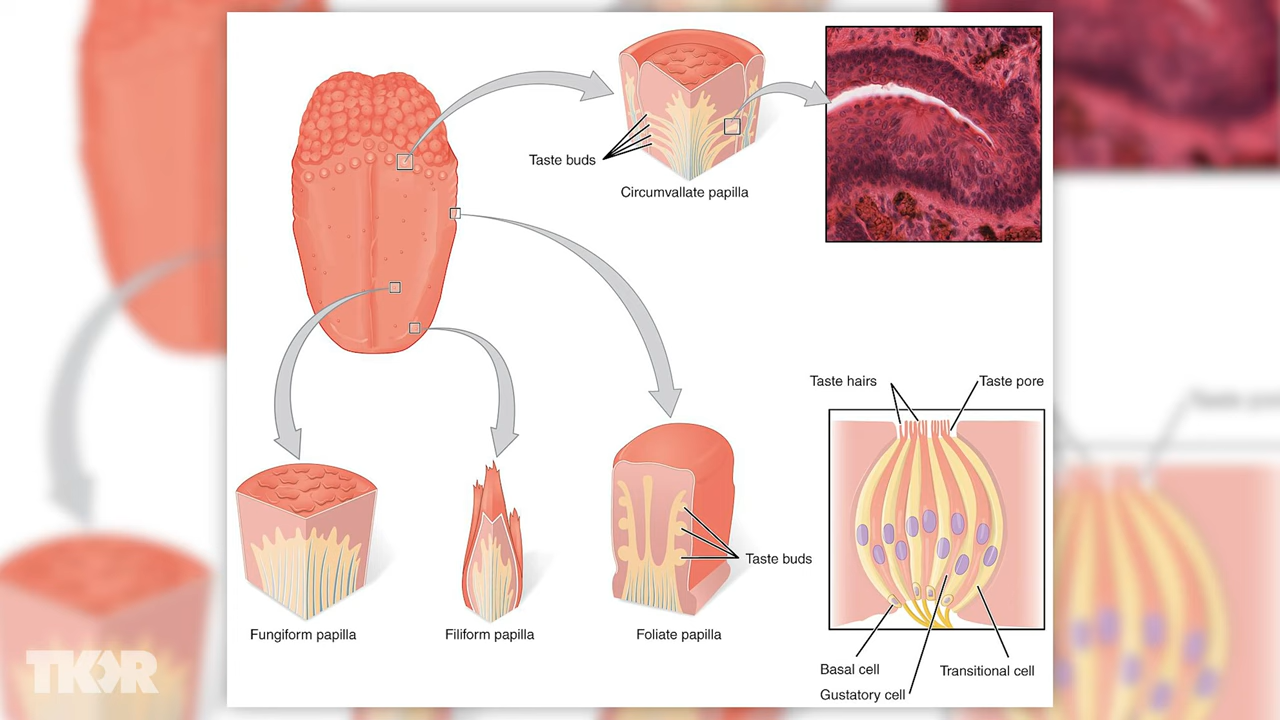 Taste buds
Circumvallate papilla
Taste hairs
Taste pore
Taste buds
Fungiform papilla
Filiform papilla
Foliate papilla
Basal cell
Transitional cell
Gustatory cell
TKOR